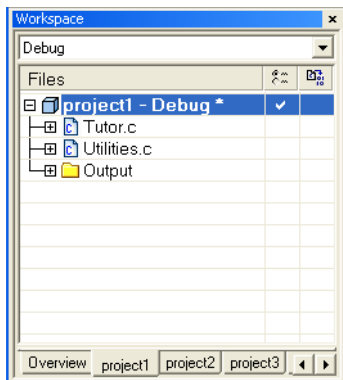 Workspace
Debug
Files
project1 - Debug *
Tutor.c
Utilities.c
Output
Overview project1 project2 project3